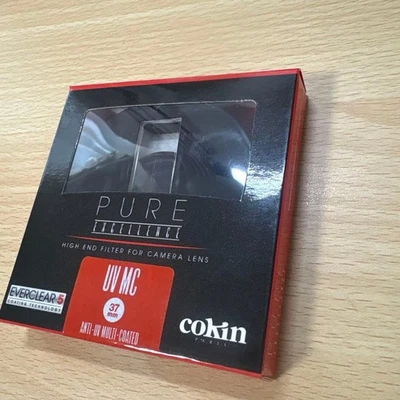 PURE
EXCELLENCE
HIGH END FILTER FOR CAMERA LENS
UV MC
37
mm
ANTI-UV MULTI-COATED
EVERCLEAR 5
COATING TECHNOLOGY
cokin
PARIS